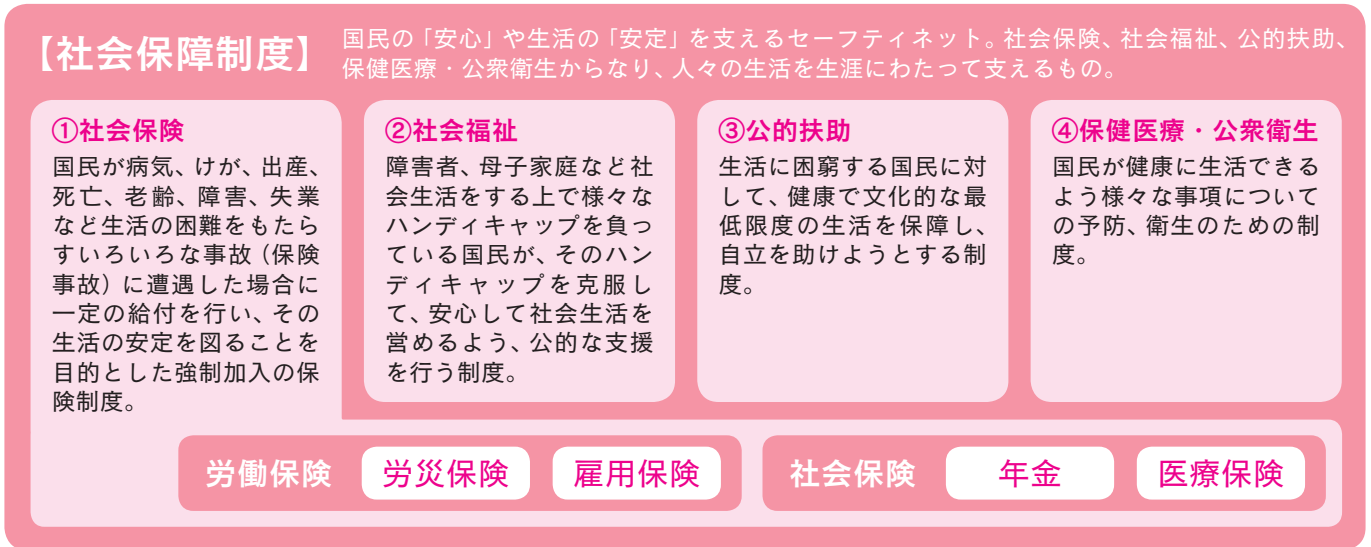 【社会保障制度】
国民の「安心」や生活の「安定」を支えるセーフティネット。社会保険、社会福祉、公的扶助、
保健医療・公衆衛生からなり、人々の生活を生涯にわたって支えるもの。
①社会保険
国民が病気、けが、出産、
死亡、老齢、障害、失業
など生活の困難をもたら
すいろいろな事故（保険
事故）に遭遇した場合に
一定の給付を行い、その
生活の安定を図ることを
目的とした強制加入の保
険制度。
②社会福祉
障害者、母子家庭など社
会生活をする上で様々な
ハンディキャップを負っ
ている国民が、そのハン
ディキャップを克服し
て、安心して社会生活を
営めるよう、公的な支援
を行う制度。
③公的扶助
生活に困窮する国民に対
して、健康で文化的な最
低限度の生活を保障し、
自立を助けようとする制
度。
④保健医療・公衆衛生
国民が健康に生活できる
よう様々な事項について
の予防、衛生のための制
度。
労働保険 労災保険 雇用保険 社会保険 年金 医療保険